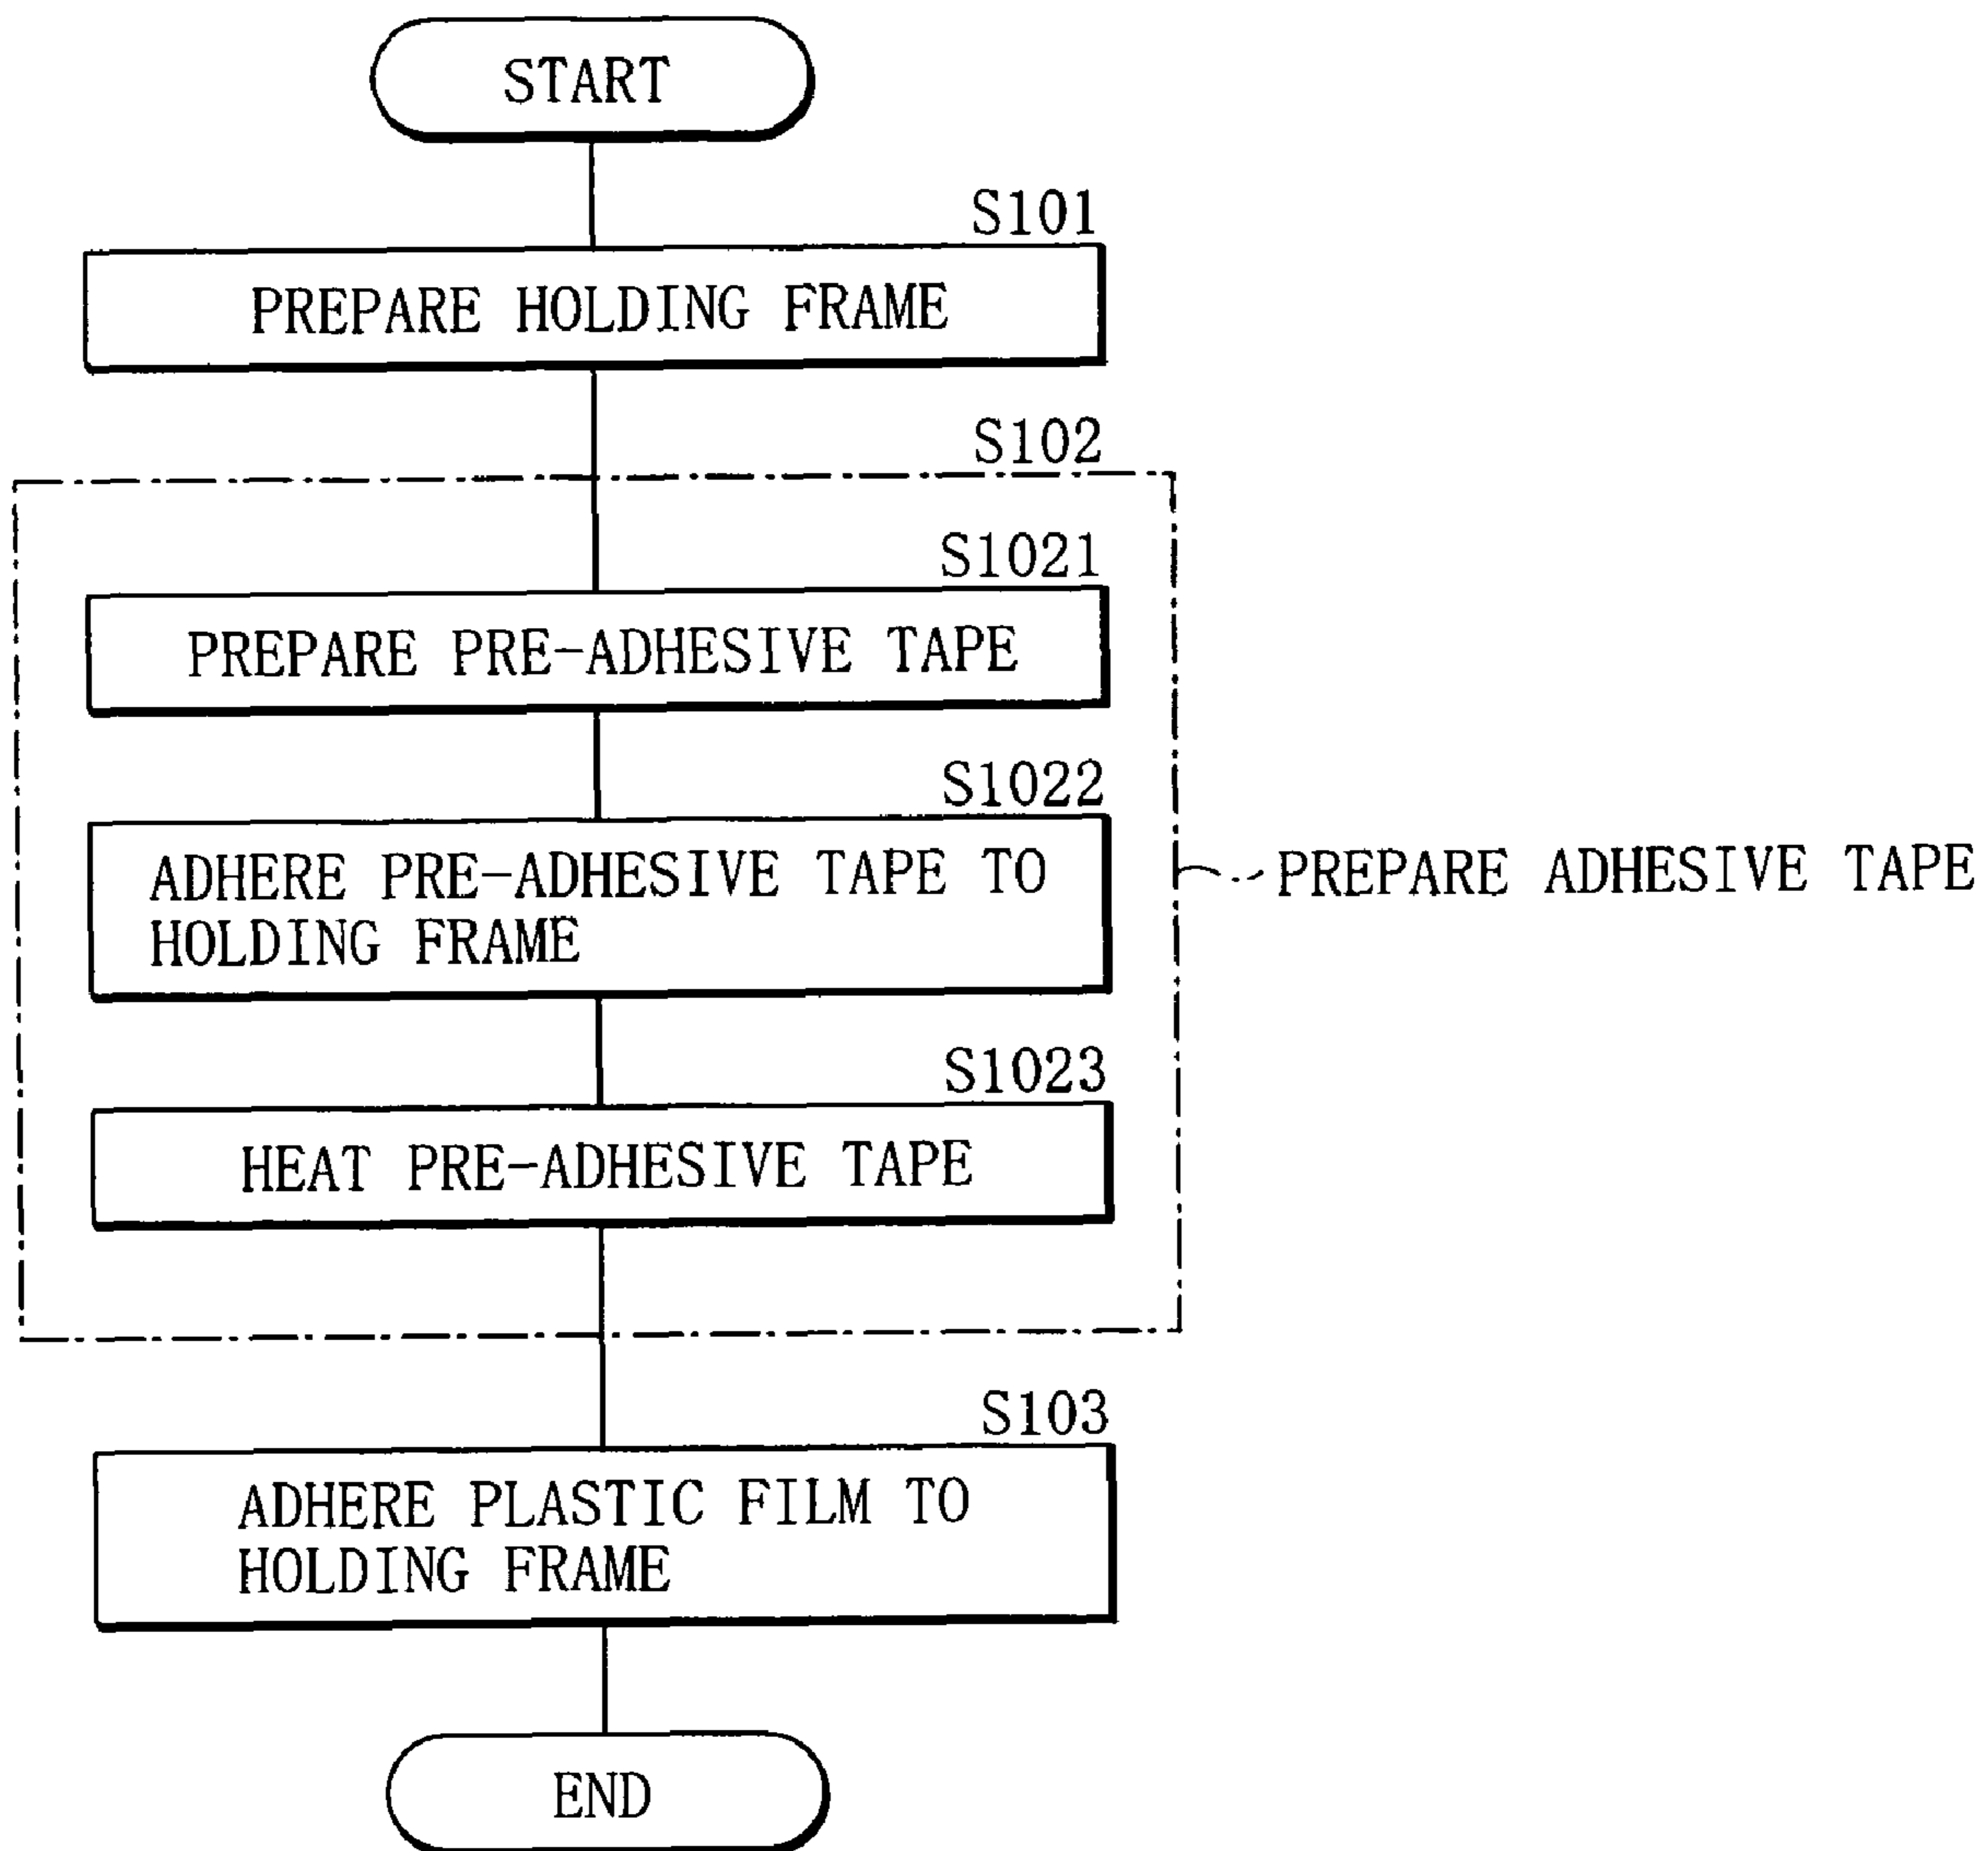 START
S101
PREPARE HOLDING FRAME
S102
S1021
PREPARE PRE-ADHESIVE TAPE
S1022
ADHERE PRE-ADHESIVE TAPE TO
HOLDING FRAME
PREPARE ADHESIVE TAPE
S1023
HEAT PRE-ADHESIVE TAPE
S103
ADHERE PLASTIC FILM TO
HOLDING FRAME
END